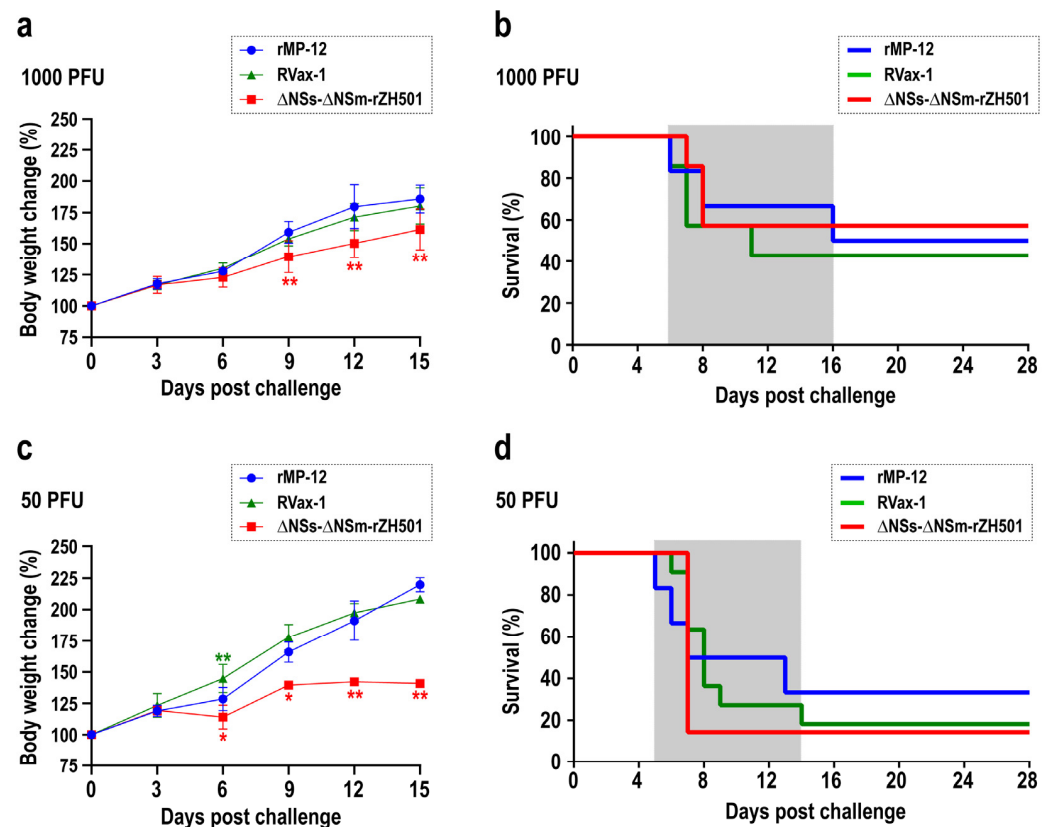 a
1000 PFU
rMP-12
RVax-1
ΔNSs-ΔNSm-rZH501
Body weight change (%)
250
225
200
175
150
125
100
75
** ** **
0 3 6 9 12 15
Days post challenge
b
1000 PFU
rMP-12
RVax-1
ΔNSs-ΔNSm-rZH501
Survival (%)
100
80
60
40
20
0
0 4 8 12 16 20 24 28
Days post challenge
c
50 PFU
rMP-12
RVax-1
ΔNSs-ΔNSm-rZH501
Body weight change (%)
250
225
200
175
150
125
100
75
**
* * ** **
0 3 6 9 12 15
Days post challenge
d
50 PFU
rMP-12
RVax-1
ΔNSs-ΔNSm-rZH501
Survival (%)
100
80
60
40
20
0
0 4 8 12 16 20 24 28
Days post challenge